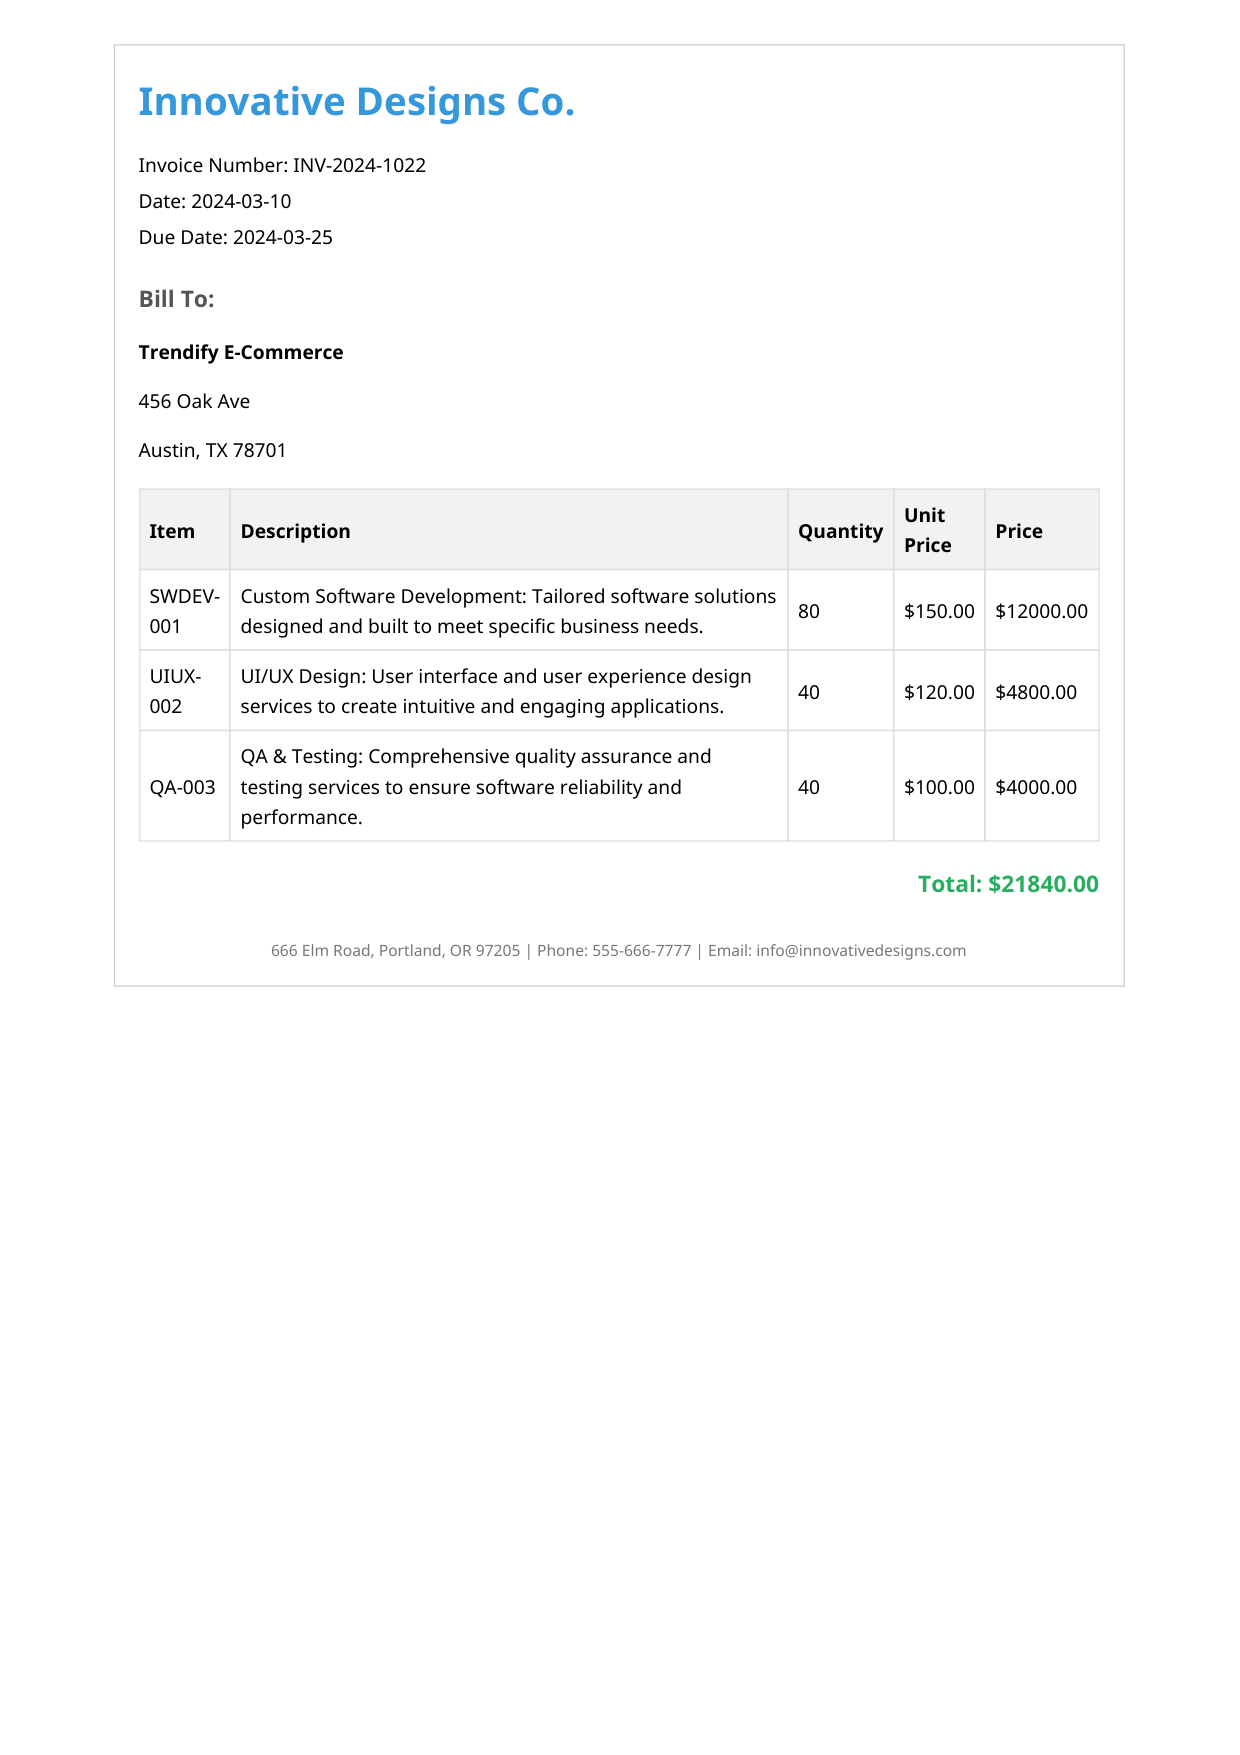 Innovative Designs Co.
Invoice Number: INV-2024-1022
Date: 2024-03-10
Due Date: 2024-03-25
Bill To:
Trendify E-Commerce
456 Oak Ave
Austin, TX 78701
Item Description Quantity Unit Price Price
SWDEV-001 Custom Software Development: Tailored software solutions designed and built to meet specific business needs. 80 $150.00 $12000.00
UIUX-002 UI/UX Design: User interface and user experience design services to create intuitive and engaging applications. 40 $120.00 $4800.00
QA-003 QA & Testing: Comprehensive quality assurance and testing services to ensure software reliability and performance. 40 $100.00 $4000.00
Total: $21840.00
666 Elm Road, Portland, OR 97205 | Phone: 555-666-7777 | Email: info@innovativedesigns.com